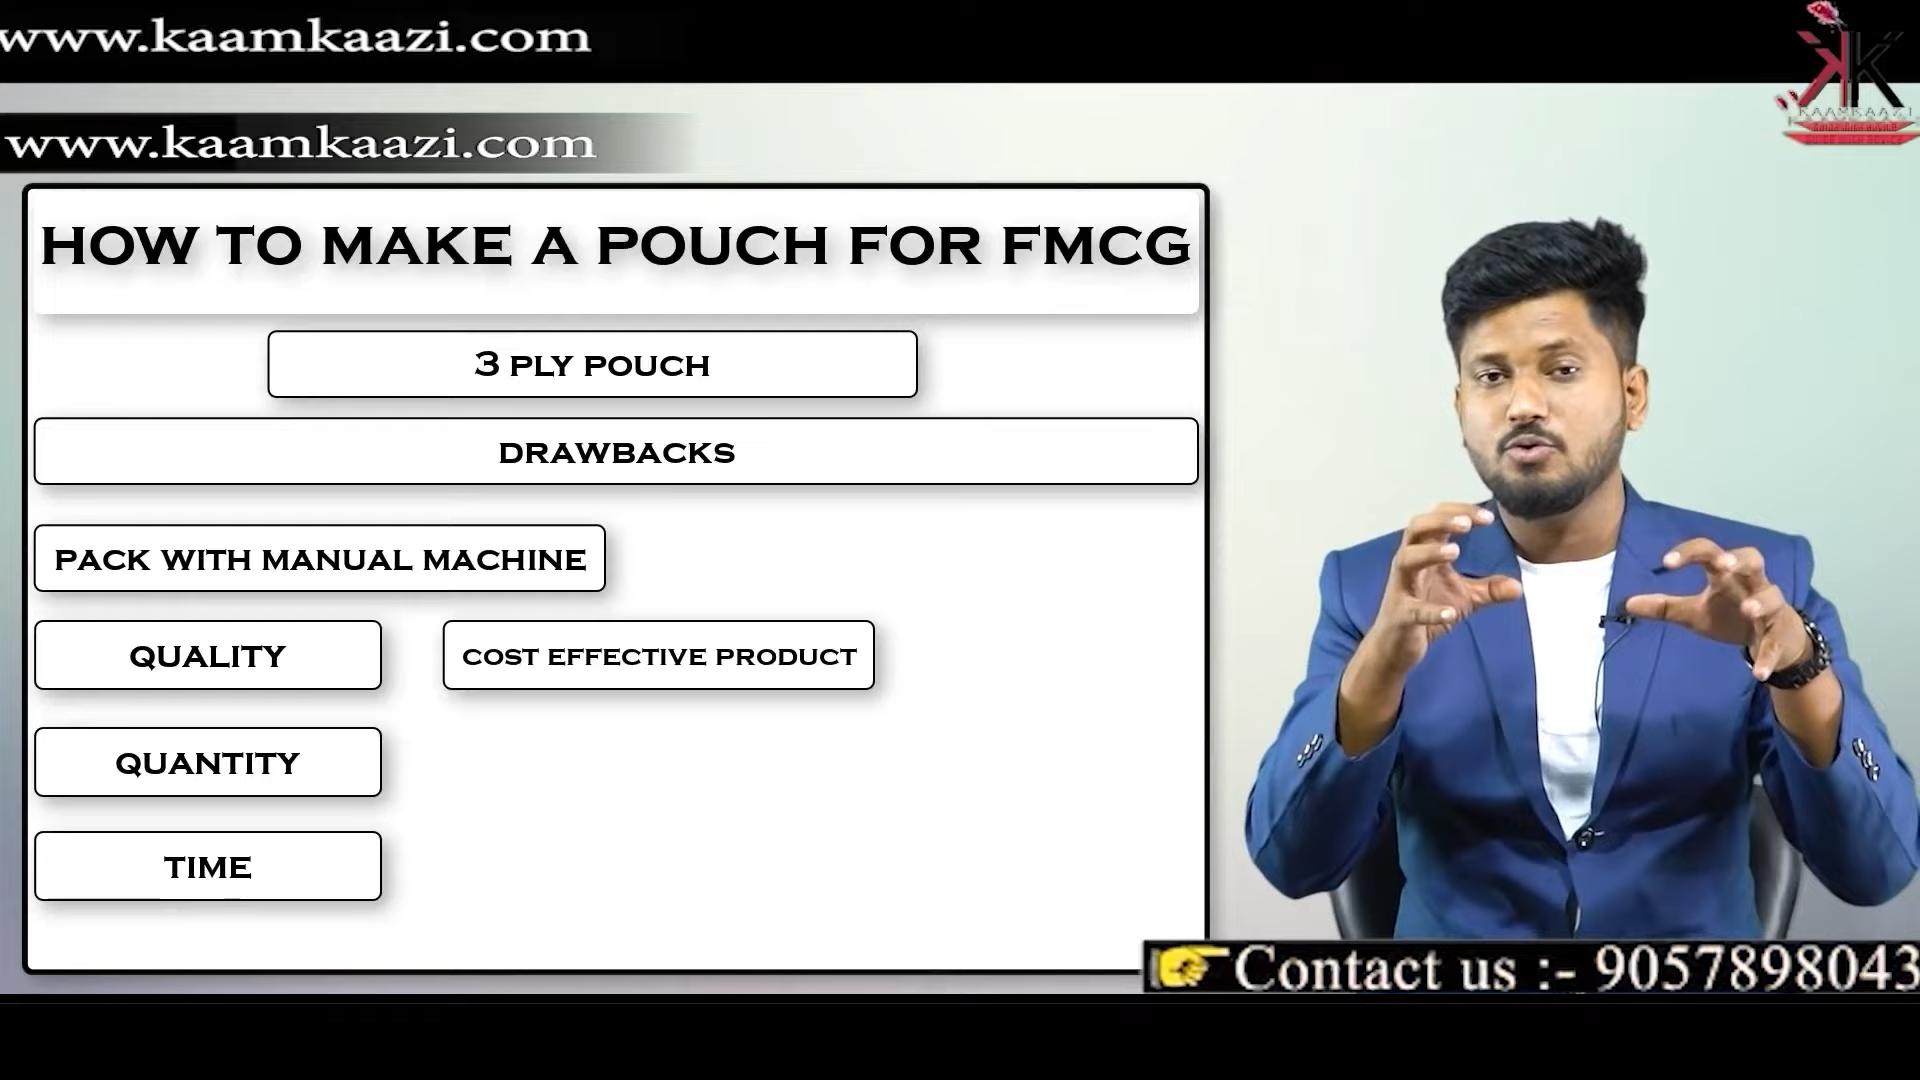 www.kaamkaazi.com
www.kaamkaazi.com
HOW TO MAKE A POUCH FOR FMCG
3 PLY POUCH
DRAWBACKS
PACK WITH MANUAL MACHINE
QUALITY
COST EFFECTIVE PRODUCT
QUANTITY
TIME
KAAMKAAZI
Contact us :- 9057898043